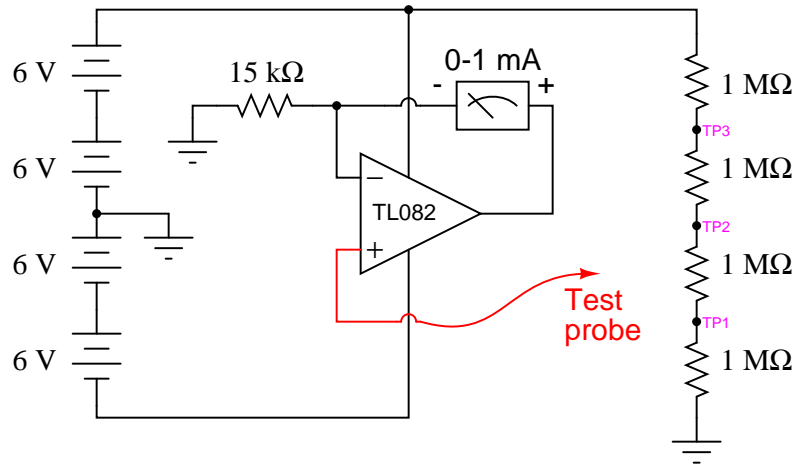 0-1 mA
6 V
15 kΩ
-
+
1 MΩ
TP3
6 V
1 MΩ
−
TL082
TP2
+
6 V
1 MΩ
Test
probe
TP1
6 V
1 MΩ